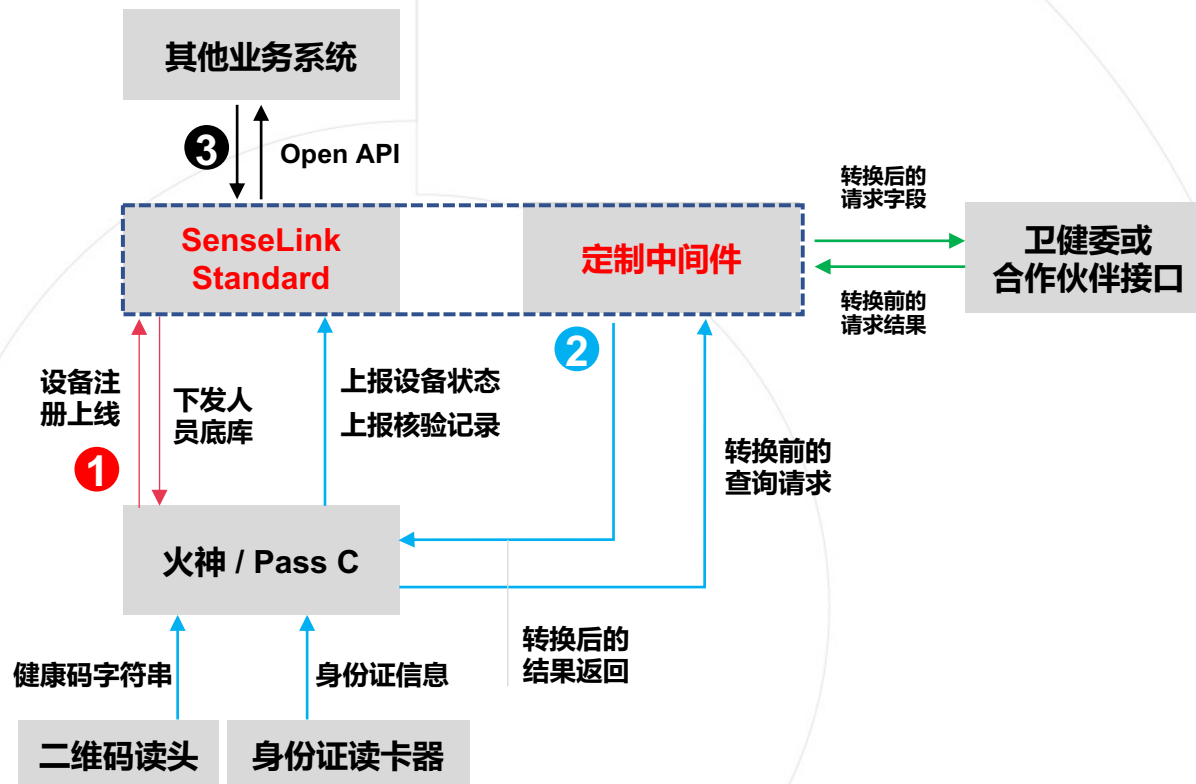 其他业务系统
3
Open API
转换后的
请求字段
SenseLink
Standard
定制中间件
卫健委或
合作伙伴接口
转换前的
请求结果
2
设备注
册上线
下发人
员底库
上报设备状态
上报核验记录
1
转换前的
查询请求
火神 / Pass C
转换后的
结果返回
健康码字符串
身份证信息
二维码读头
身份证读卡器